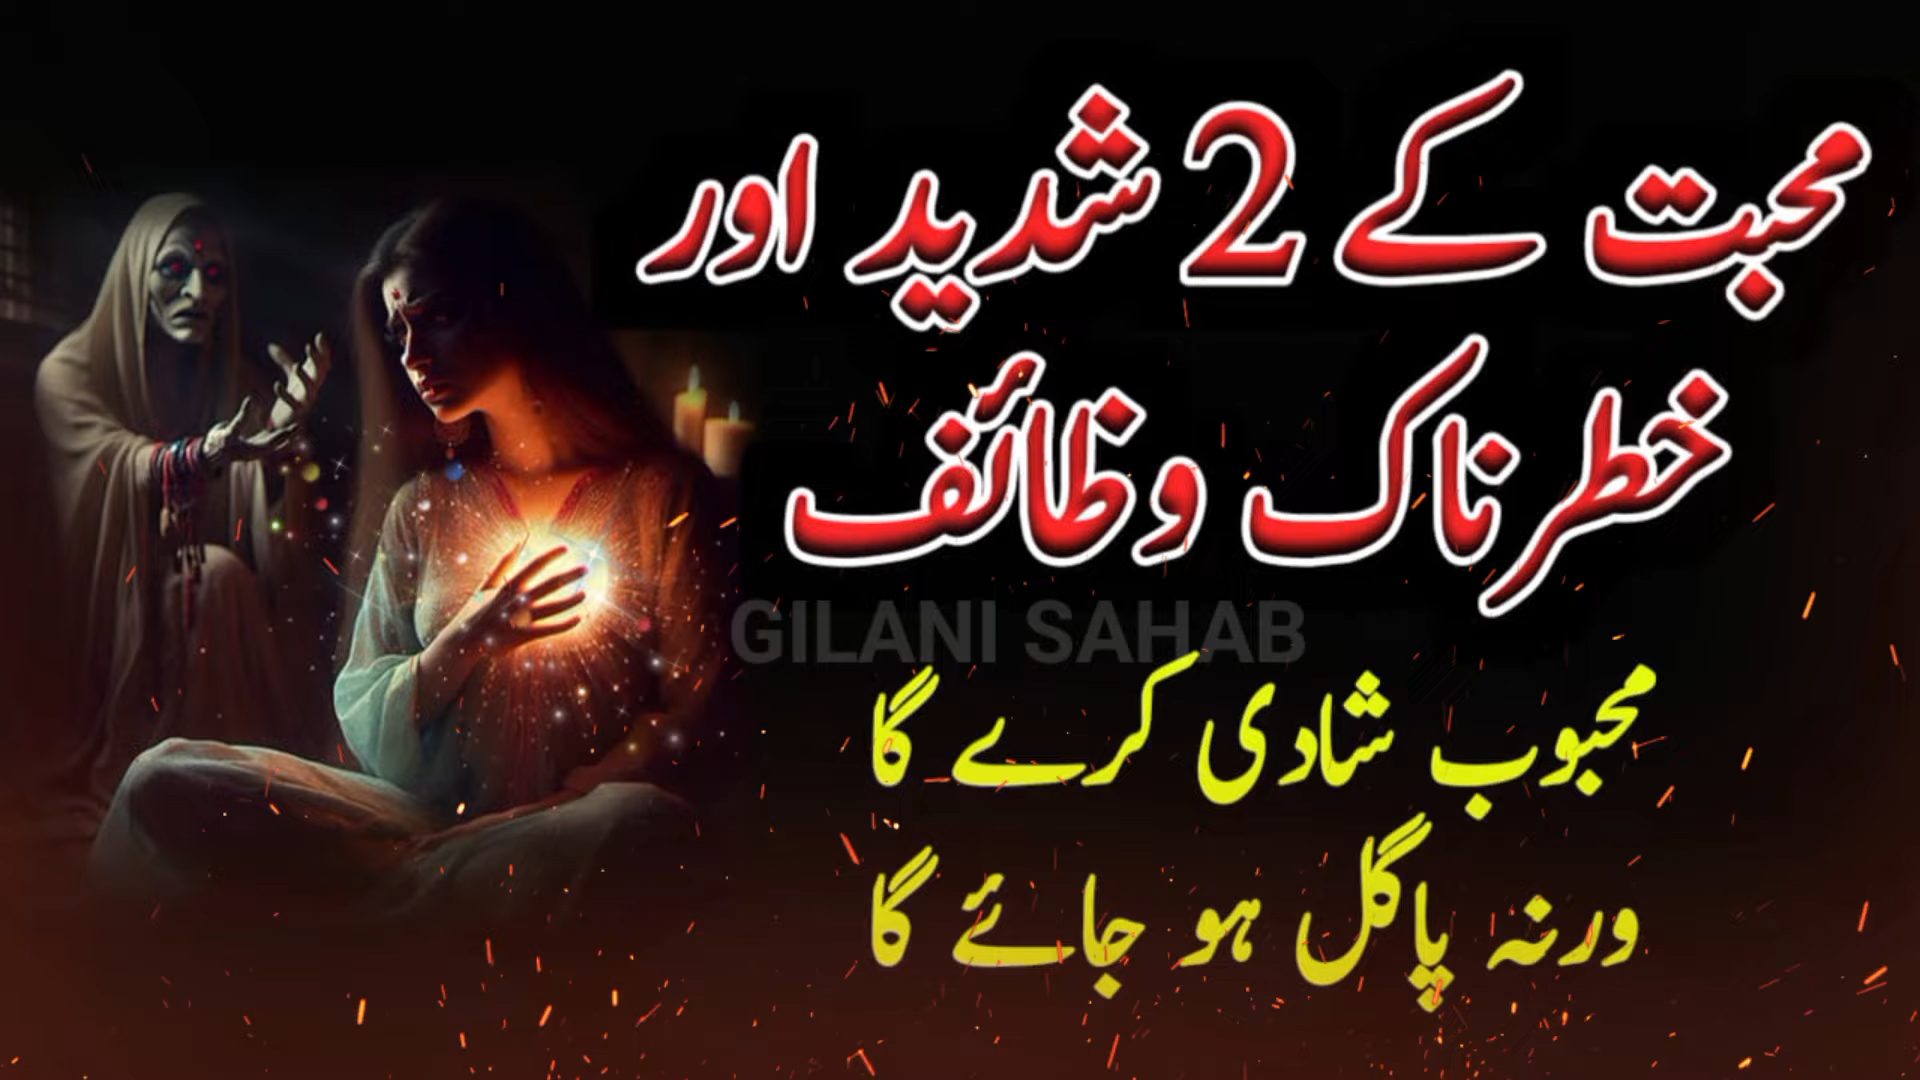 محبت کے 2 شدید اور
خطرناک وظائف
GILANI SAHAB
محبوب شادی کرے گا
ورنہ پاگل ہو جائے گا